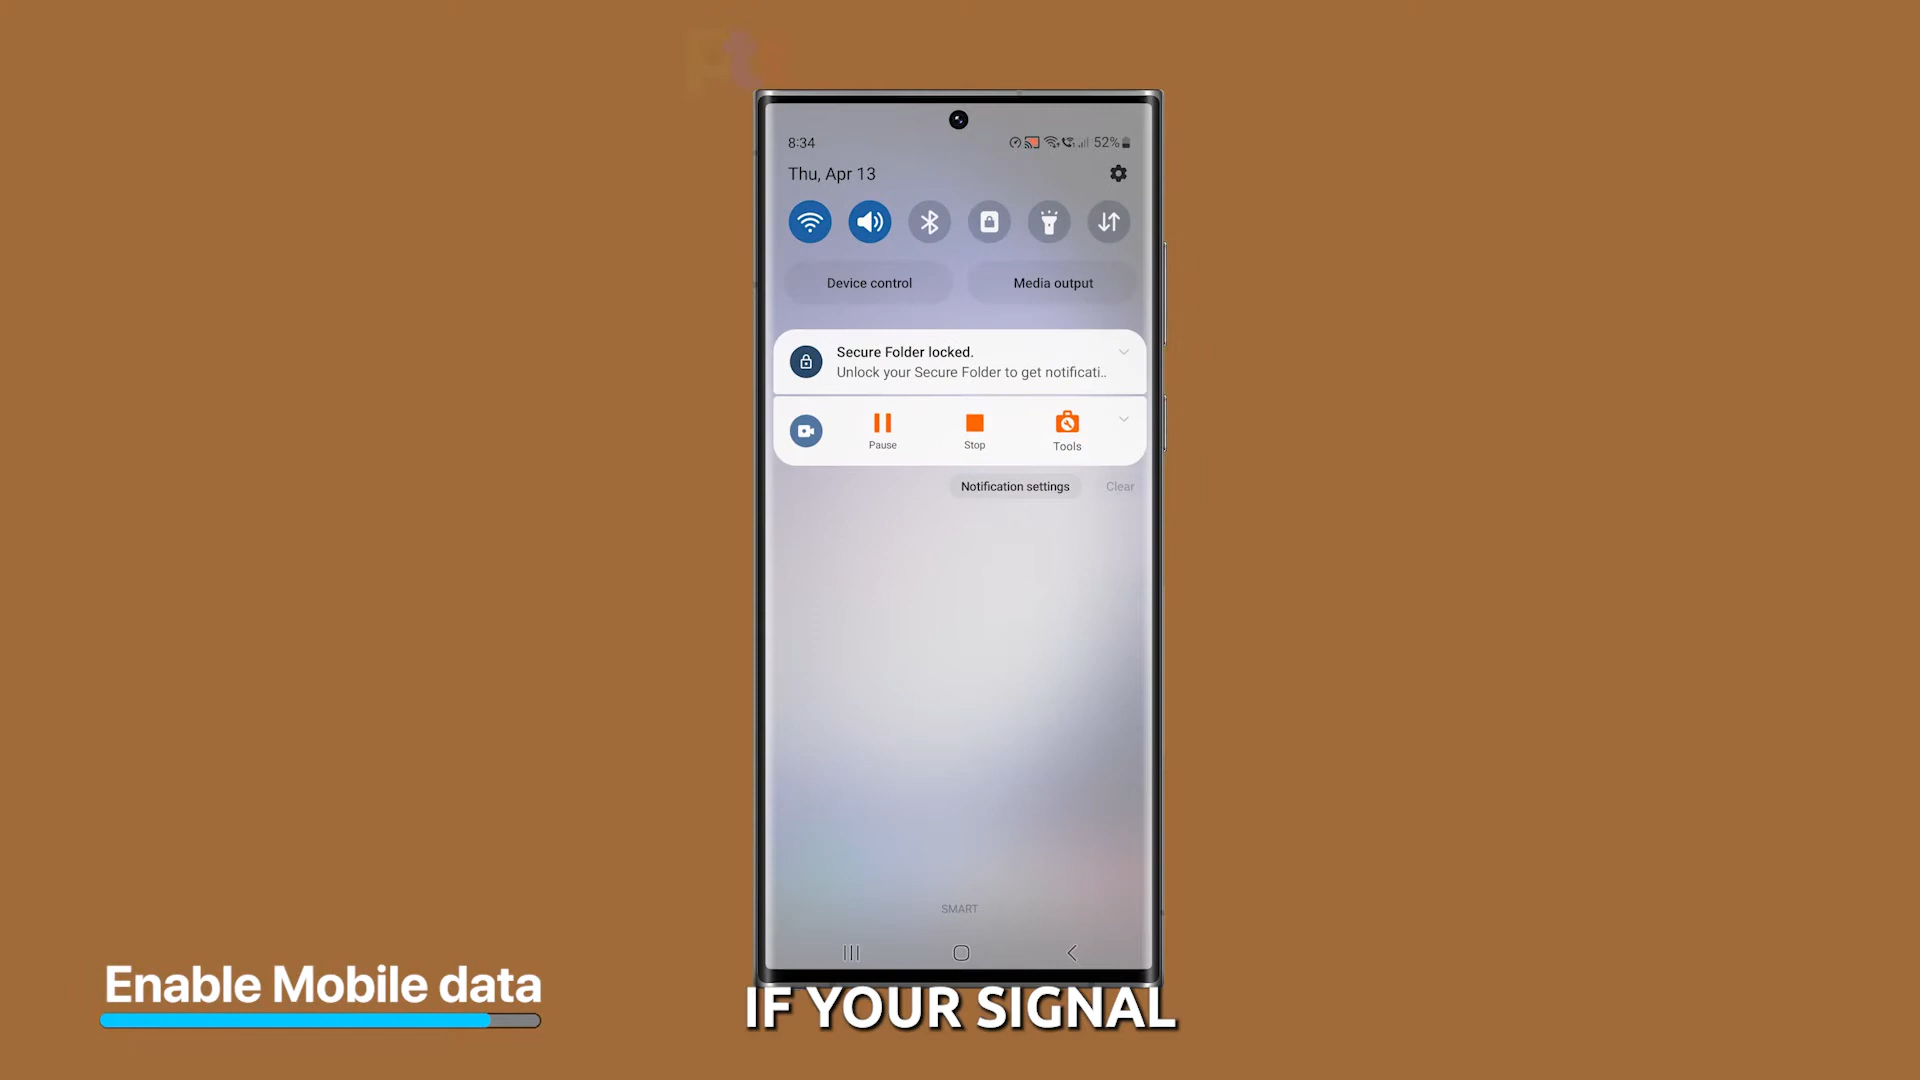 8:34
52%
Thu, Apr 13
Device control
Media output
Secure Folder locked.
Unlock your Secure Folder to get notificati..
Pause
Stop
Tools
Notification settings
Clear
SMART
Enable Mobile data
IF YOUR SIGNAL